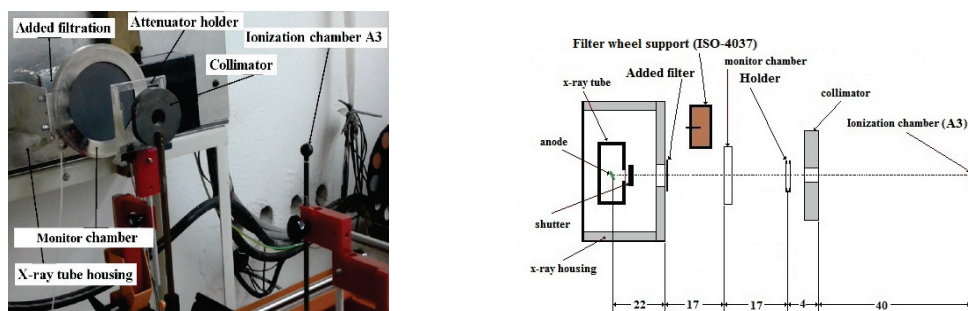 Attenuator holder
Added filtration
Ionization chamber A3
Collimator
Monitor chamber
X-ray tube housing
Filter wheel support (ISO-4037)
monitor chamber
Added filter
Holder
x-ray tube
collimator
Ionization chamber (A3)
anode
shutter
x-ray housing
22 17 17 4 40